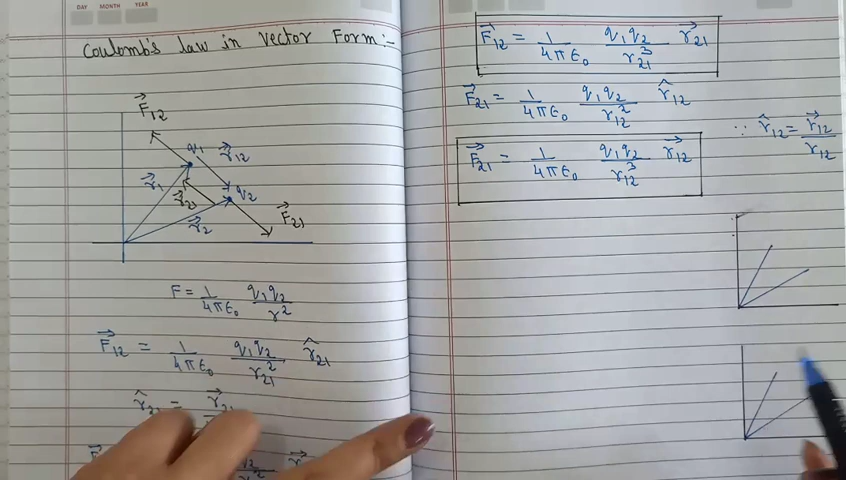 DAY MONTH YEAR
Coulomb's law in Vector Form:-
F⃗12
q1
r⃗12
r⃗1
r⃗21
q2
r⃗2
F⃗21
F = 1/4πε0 q1q2/r²
F⃗12 = 1/4πε0 q1q2/r21² r̂21
r̂21 = r⃗21
F⃗12 = 1/4πε0 q1q2/r21³ r⃗21
F⃗21 = 1/4πε0 q1q2/r12² r̂12
∵ r̂12 = r⃗12/r12
F⃗21 = 1/4πε0 q1q2/r12³ r⃗12